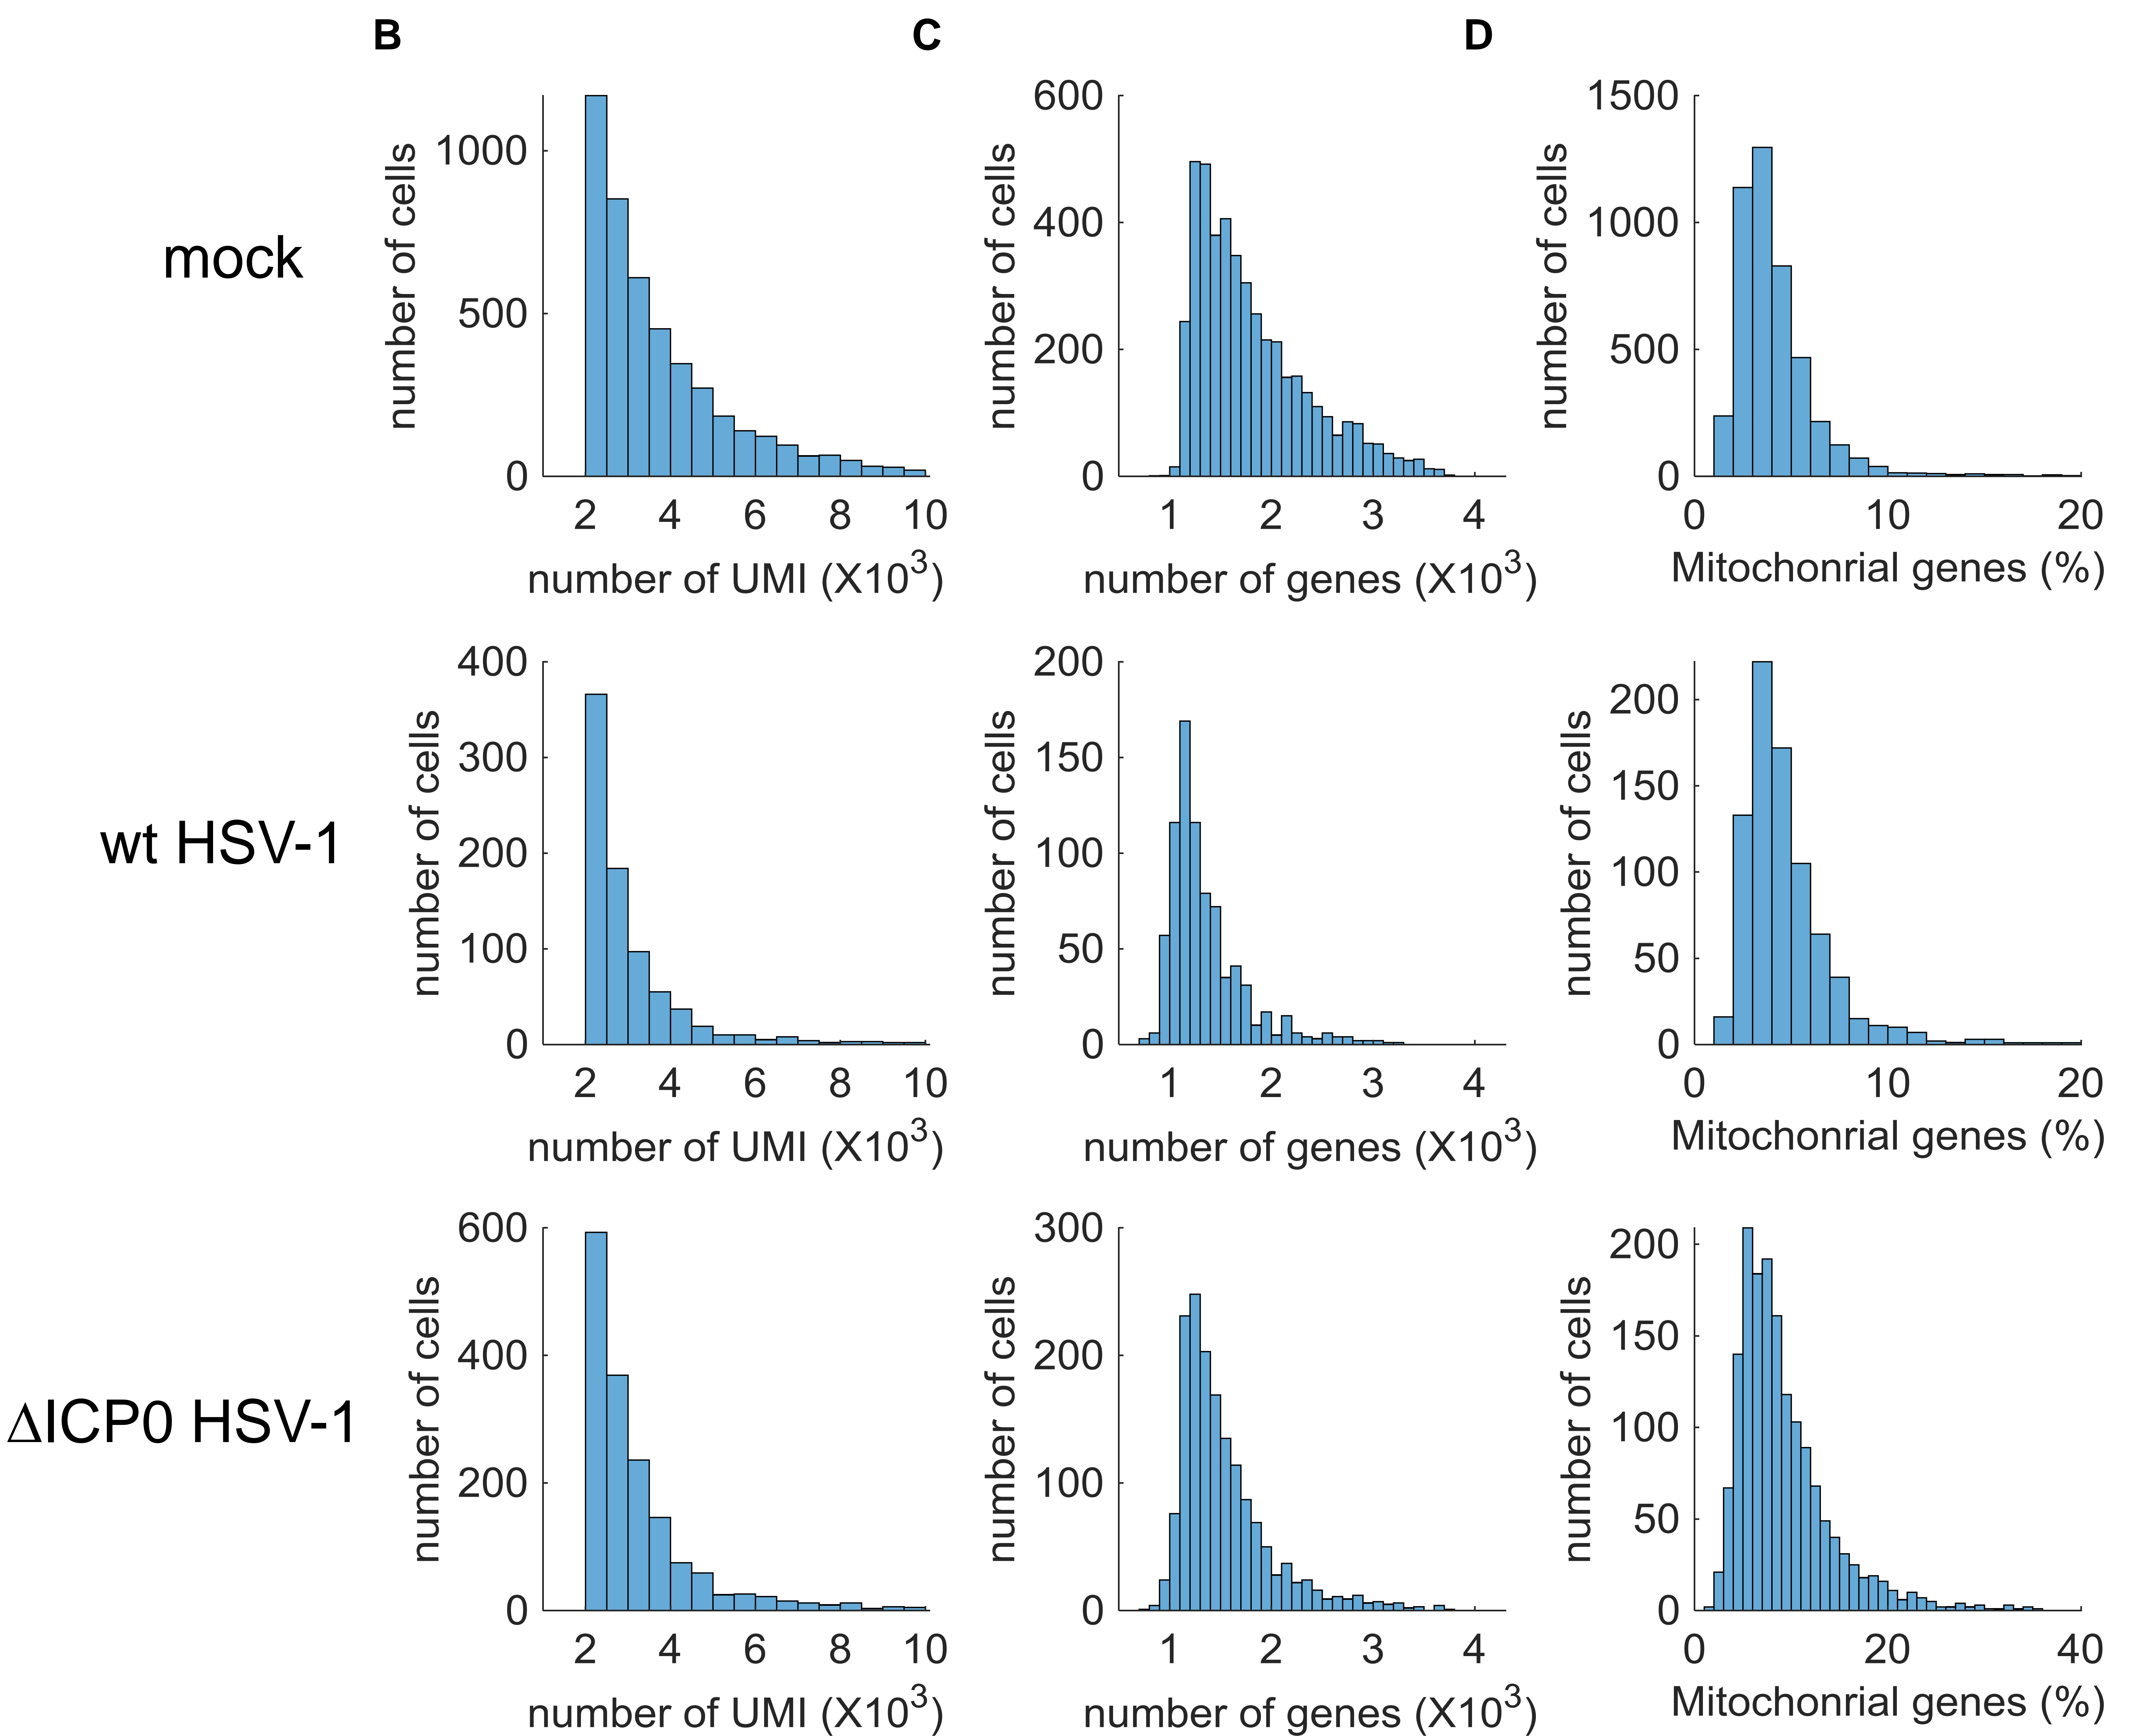 B C D
mock
number of cells
1000
500
0
2 4 6 8 10
number of UMI (X10³)
number of cells
600
400
200
0
1 2 3 4
number of genes (X10³)
number of cells
1500
1000
500
0
0 10 20
Mitochonrial genes (%)
wt HSV-1
number of cells
400
300
200
100
0
2 4 6 8 10
number of UMI (X10³)
number of cells
200
150
100
50
0
1 2 3 4
number of genes (X10³)
number of cells
200
150
100
50
0
0 10 20
Mitochonrial genes (%)
ΔICP0 HSV-1
number of cells
600
400
200
0
2 4 6 8 10
number of UMI (X10³)
number of cells
300
200
100
0
1 2 3 4
number of genes (X10³)
number of cells
200
150
100
50
0
0 20 40
Mitochonrial genes (%)